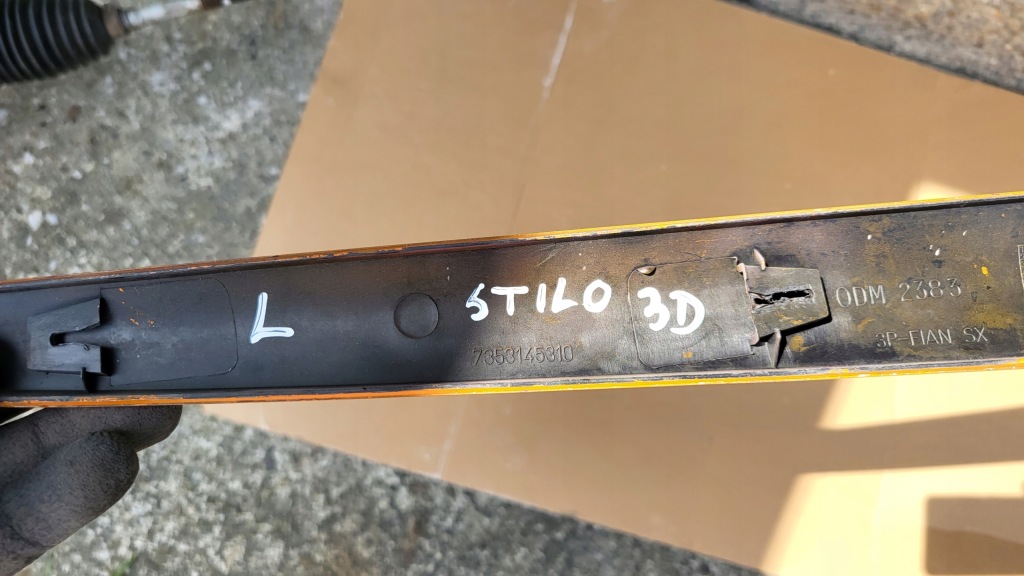 L STILO 3D
7353145310
ODM 2383
3P-FIAN SX